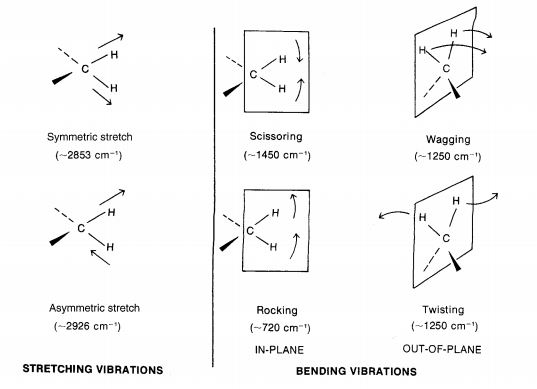 H
C
H
Symmetric stretch
(~2853 cm⁻¹)
H
C
H
Scissoring
(~1450 cm⁻¹)
H
H
C
Wagging
(~1250 cm⁻¹)
H
C
H
Asymmetric stretch
(~2926 cm⁻¹)
H
C
H
Rocking
(~720 cm⁻¹)
H
H
C
Twisting
(~1250 cm⁻¹)
IN-PLANE
OUT-OF-PLANE
STRETCHING VIBRATIONS
BENDING VIBRATIONS